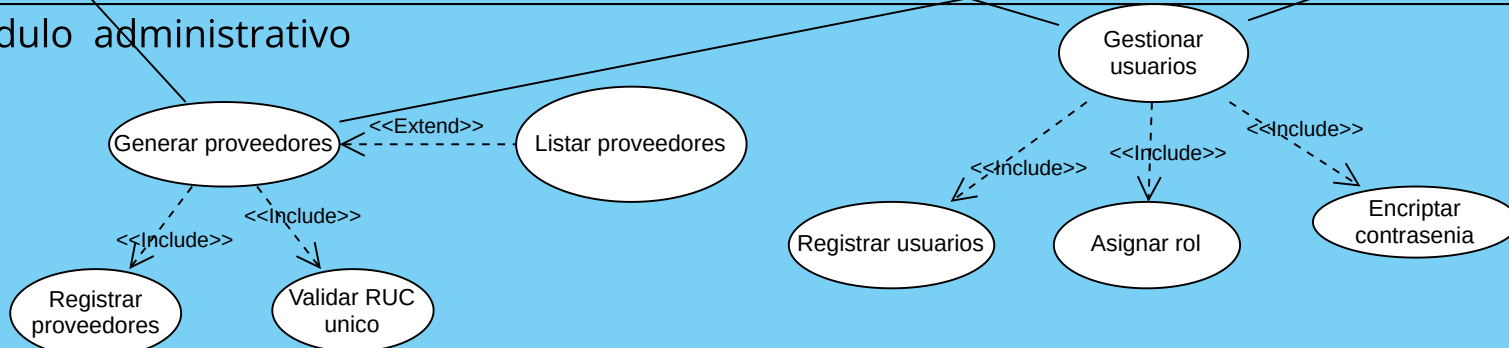 dulo administrativo
Gestionar
usuarios
Generar proveedores
<<Extend>>
Listar proveedores
<<Include>>
<<Include>>
<<Include>>
<<Include>>
<<Include>>
Registrar usuarios
Asignar rol
Encriptar
contrasenia
Registrar
proveedores
Validar RUC
unico